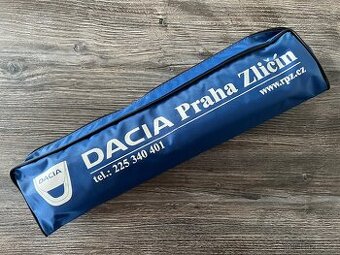 DACIA Praha Zličín
www.rpz.cz
tel.: 225 340 401
DACIA